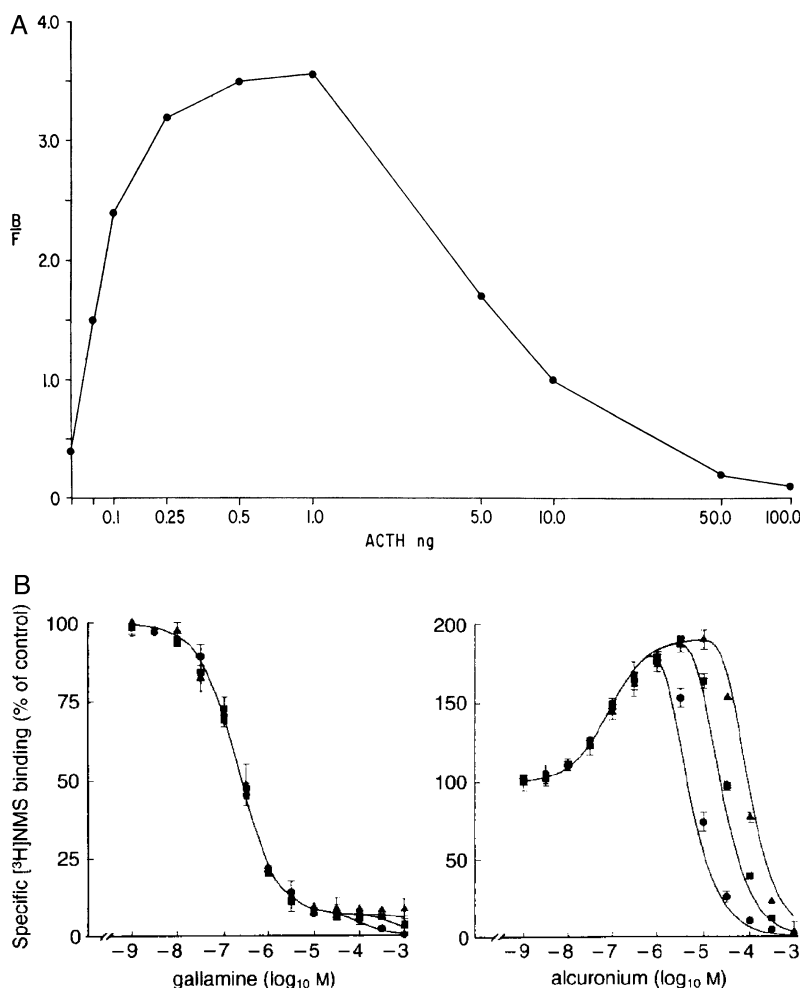 A
4.0
3.0
2.0
1.0
0
B
F
0.1 0.25 0.5 1.0 5.0 10.0 50.0 100.0
ACTH ng
B
Specific [³H]NMS binding (% of control)
100
75
50
25
0
-9 -8 -7 -6 -5 -4 -3
gallamine (log₁₀ M)
200
150
100
50
0
-9 -8 -7 -6 -5 -4 -3
alcuronium (log₁₀ M)